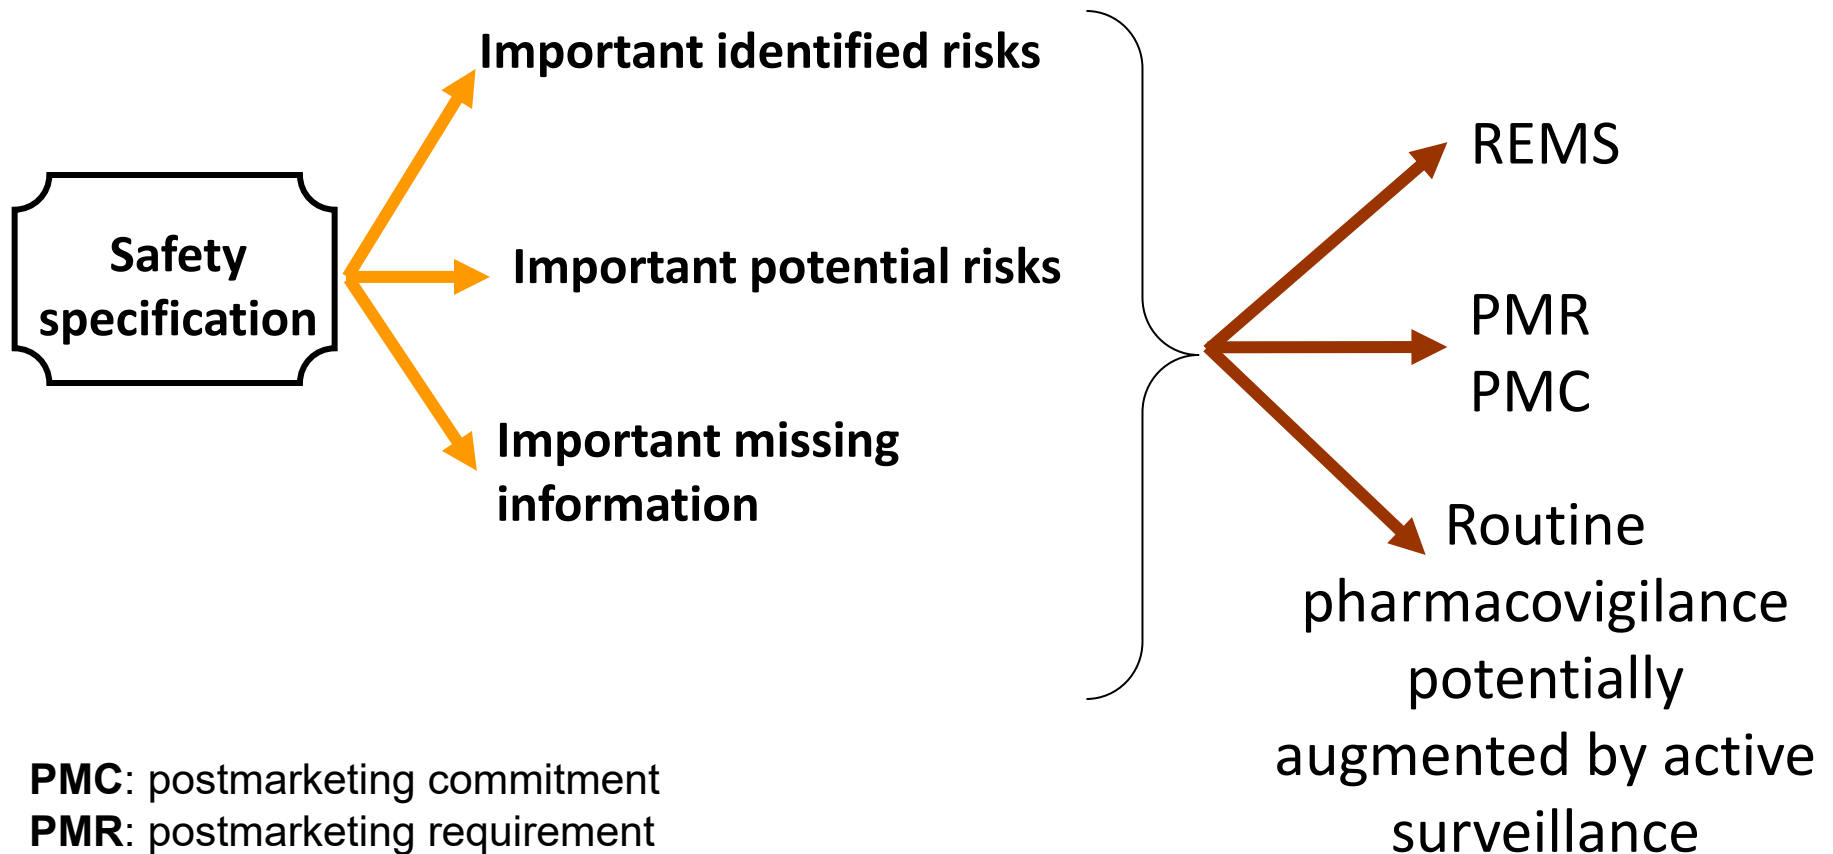 Safety
specification
Important identified risks
Important potential risks
Important missing
information
REMS
PMR
PMC
Routine
pharmacovigilance
potentially
augmented by active
surveillance
PMC: postmarketing commitment
PMR: postmarketing requirement